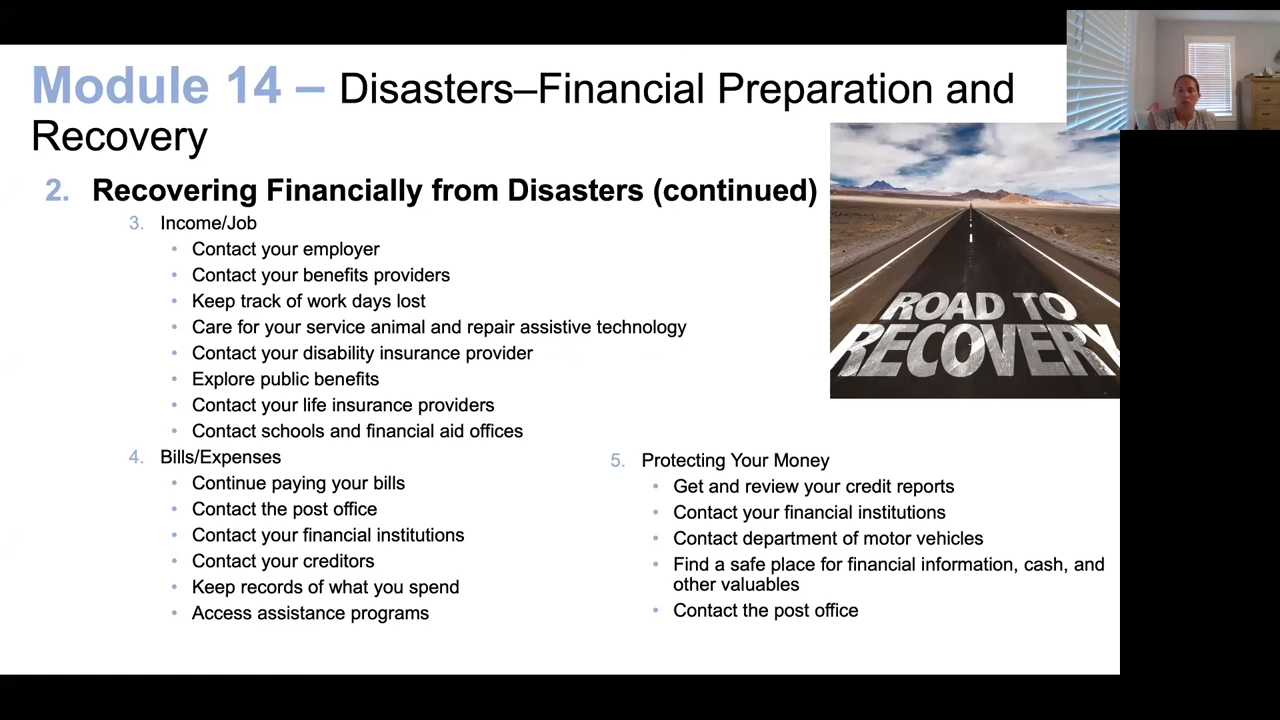 Module 14 – Disasters–Financial Preparation and
Recovery
2. Recovering Financially from Disasters (continued)
3. Income/Job
• Contact your employer
• Contact your benefits providers
• Keep track of work days lost
• Care for your service animal and repair assistive technology
• Contact your disability insurance provider
• Explore public benefits
• Contact your life insurance providers
• Contact schools and financial aid offices
4. Bills/Expenses
• Continue paying your bills
• Contact the post office
• Contact your financial institutions
• Contact your creditors
• Keep records of what you spend
• Access assistance programs
5. Protecting Your Money
• Get and review your credit reports
• Contact your financial institutions
• Contact department of motor vehicles
• Find a safe place for financial information, cash, and
other valuables
• Contact the post office
ROAD TO
RECOVERY